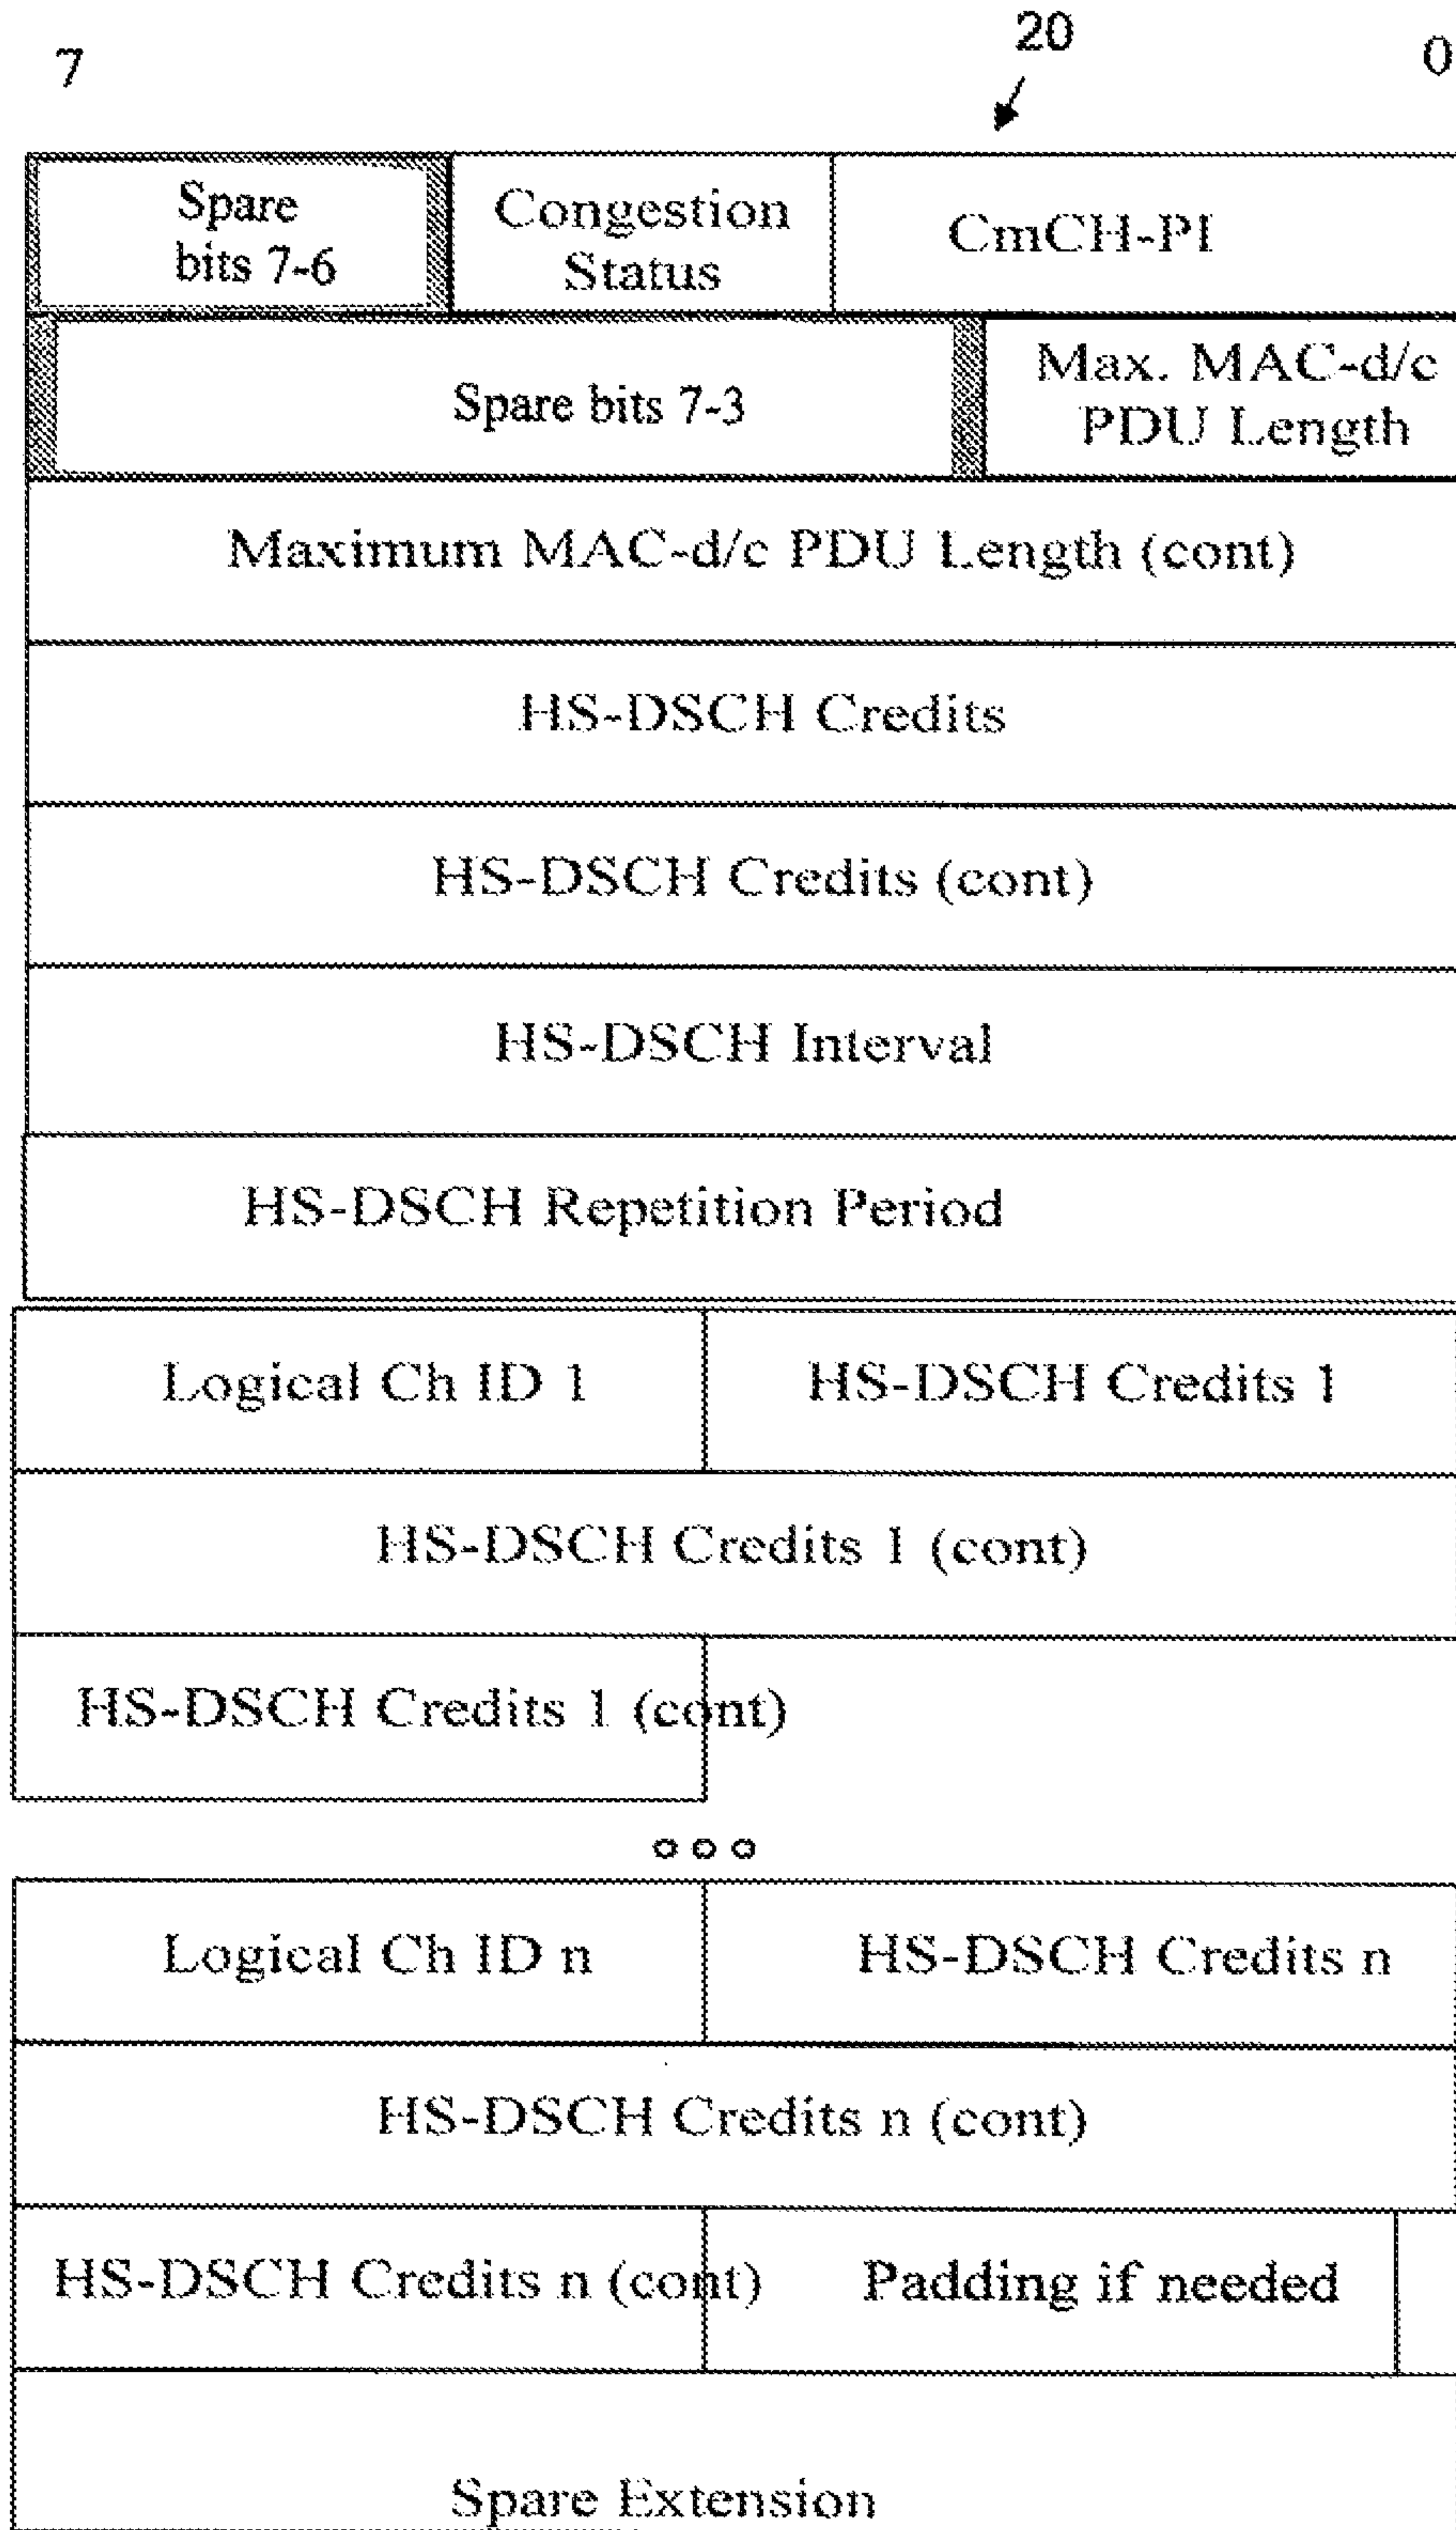 20
7 0
Spare
bits 7-6
Congestion
Status
CmCH-PI
Spare bits 7-3
Max. MAC-d/c
PDU Length
Maximum MAC-d/c PDU Length (cont)
HS-DSCH Credits
HS-DSCH Credits (cont)
HS-DSCH Interval
HS-DSCH Repetition Period
Logical Ch ID 1
HS-DSCH Credits 1
HS-DSCH Credits 1 (cont)
HS-DSCH Credits 1 (cont)
Logical Ch ID n
HS-DSCH Credits n
HS-DSCH Credits n (cont)
HS-DSCH Credits n (cont)
Padding if needed
Spare Extension